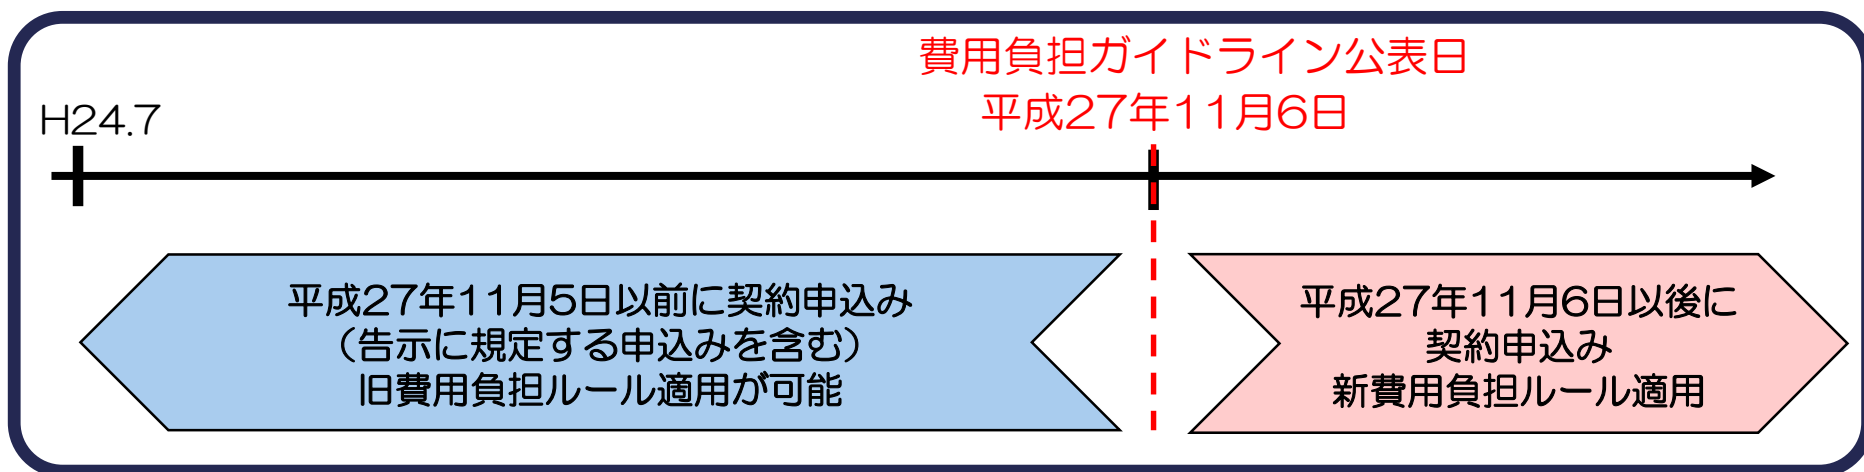 費用負担ガイドライン公表日
平成27年11月6日
H24.7
平成27年11月5日以前に契約申込み
（告示に規定する申込みを含む）
旧費用負担ルール適用が可能
平成27年11月6日以後に
契約申込み
新費用負担ルール適用